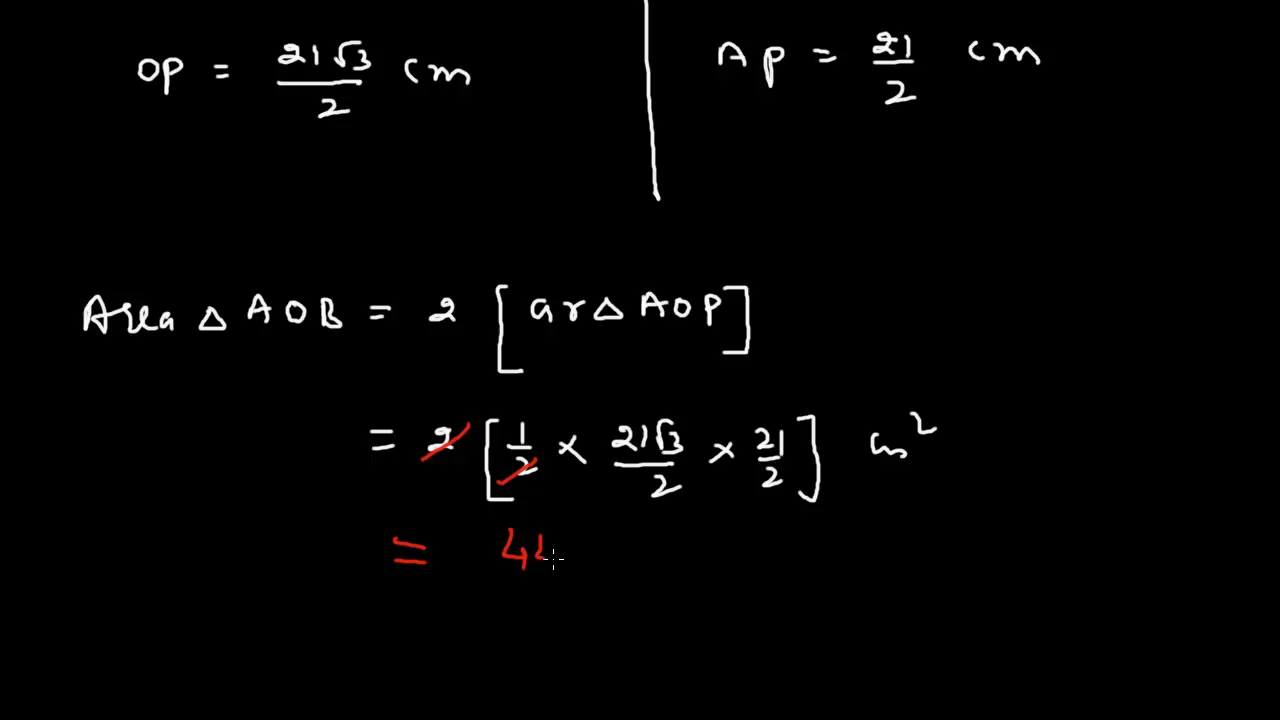 OP = 21√3/2 cm
AP = 21/2 cm
Area △ AOB = 2 [ar △ AOP]
= 2 [1/2 × 21√3/2 × 21/2] cm²
= 44